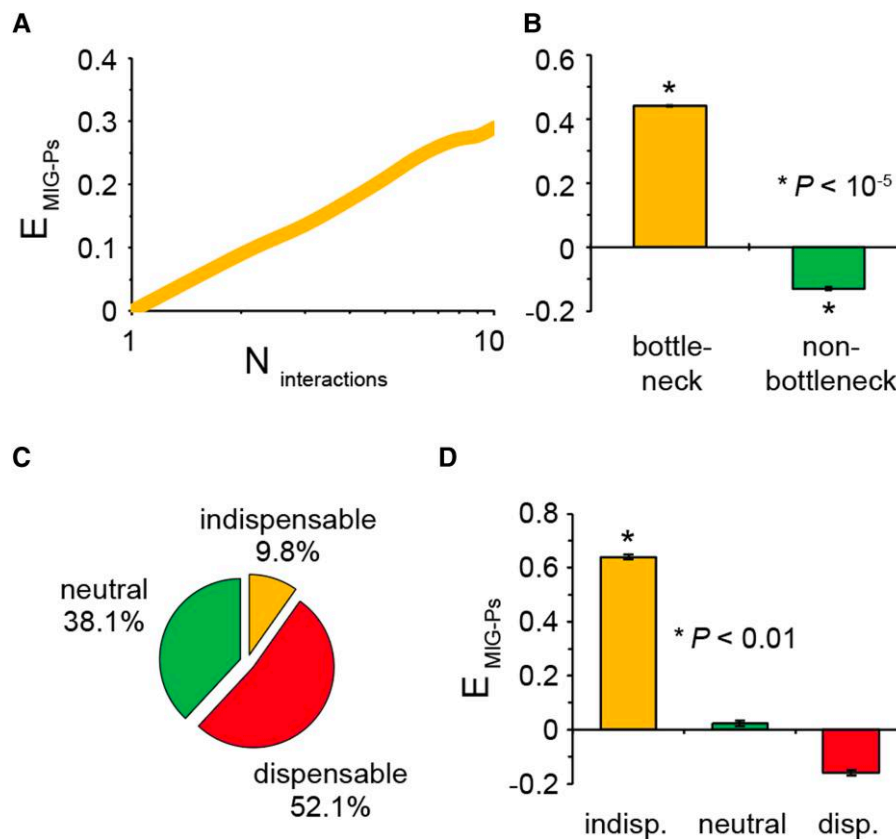 A
E MIG-Ps
0.4
0.3
0.2
0.1
0
1
10
N interactions
B
0.6
0.4
0.2
0
-0.2
*
* P < 10-5
*
bottle-
neck
non-
bottleneck
C
indispensable
9.8%
neutral
38.1%
dispensable
52.1%
D
E MIG-Ps
0.8
0.6
0.4
0.2
0
-0.2
*
* P < 0.01
indisp.
neutral
disp.